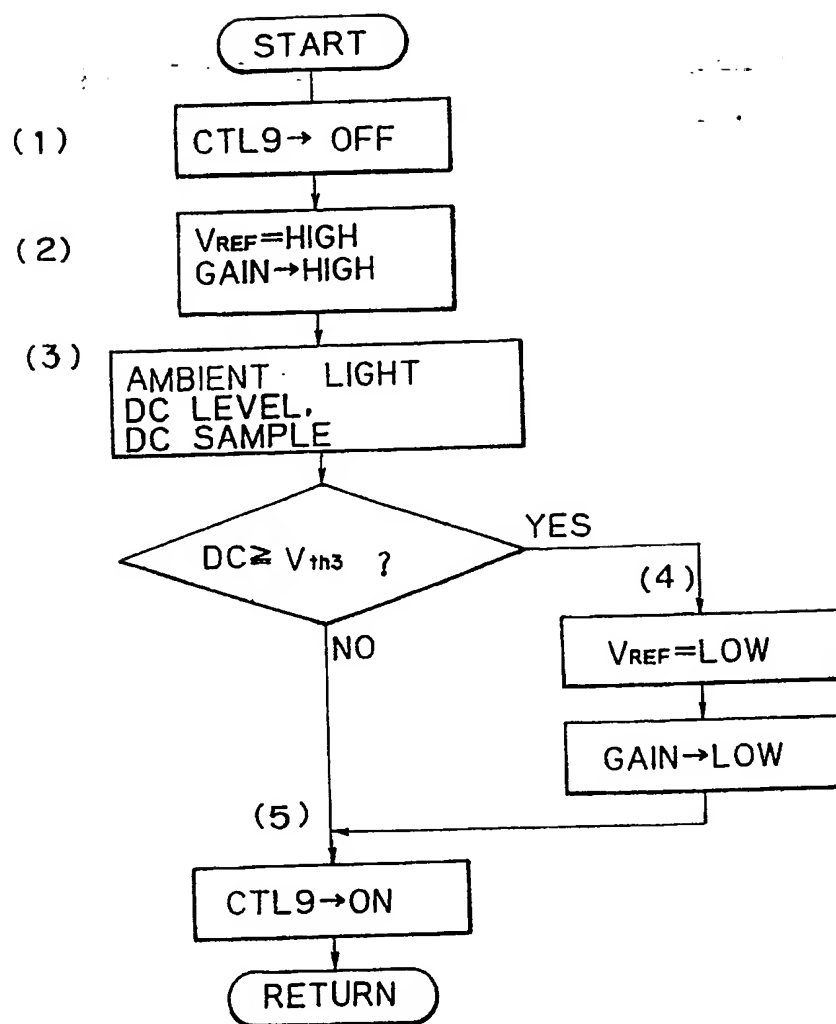 START
(1)
CTL9→ OFF
(2)
VREF=HIGH
GAIN→HIGH
(3)
AMBIENT LIGHT
DC LEVEL.
DC SAMPLE
DC≧ Vth3 ?
YES
(4)
NO
VREF=LOW
GAIN→LOW
(5)
CTL9→ON
RETURN